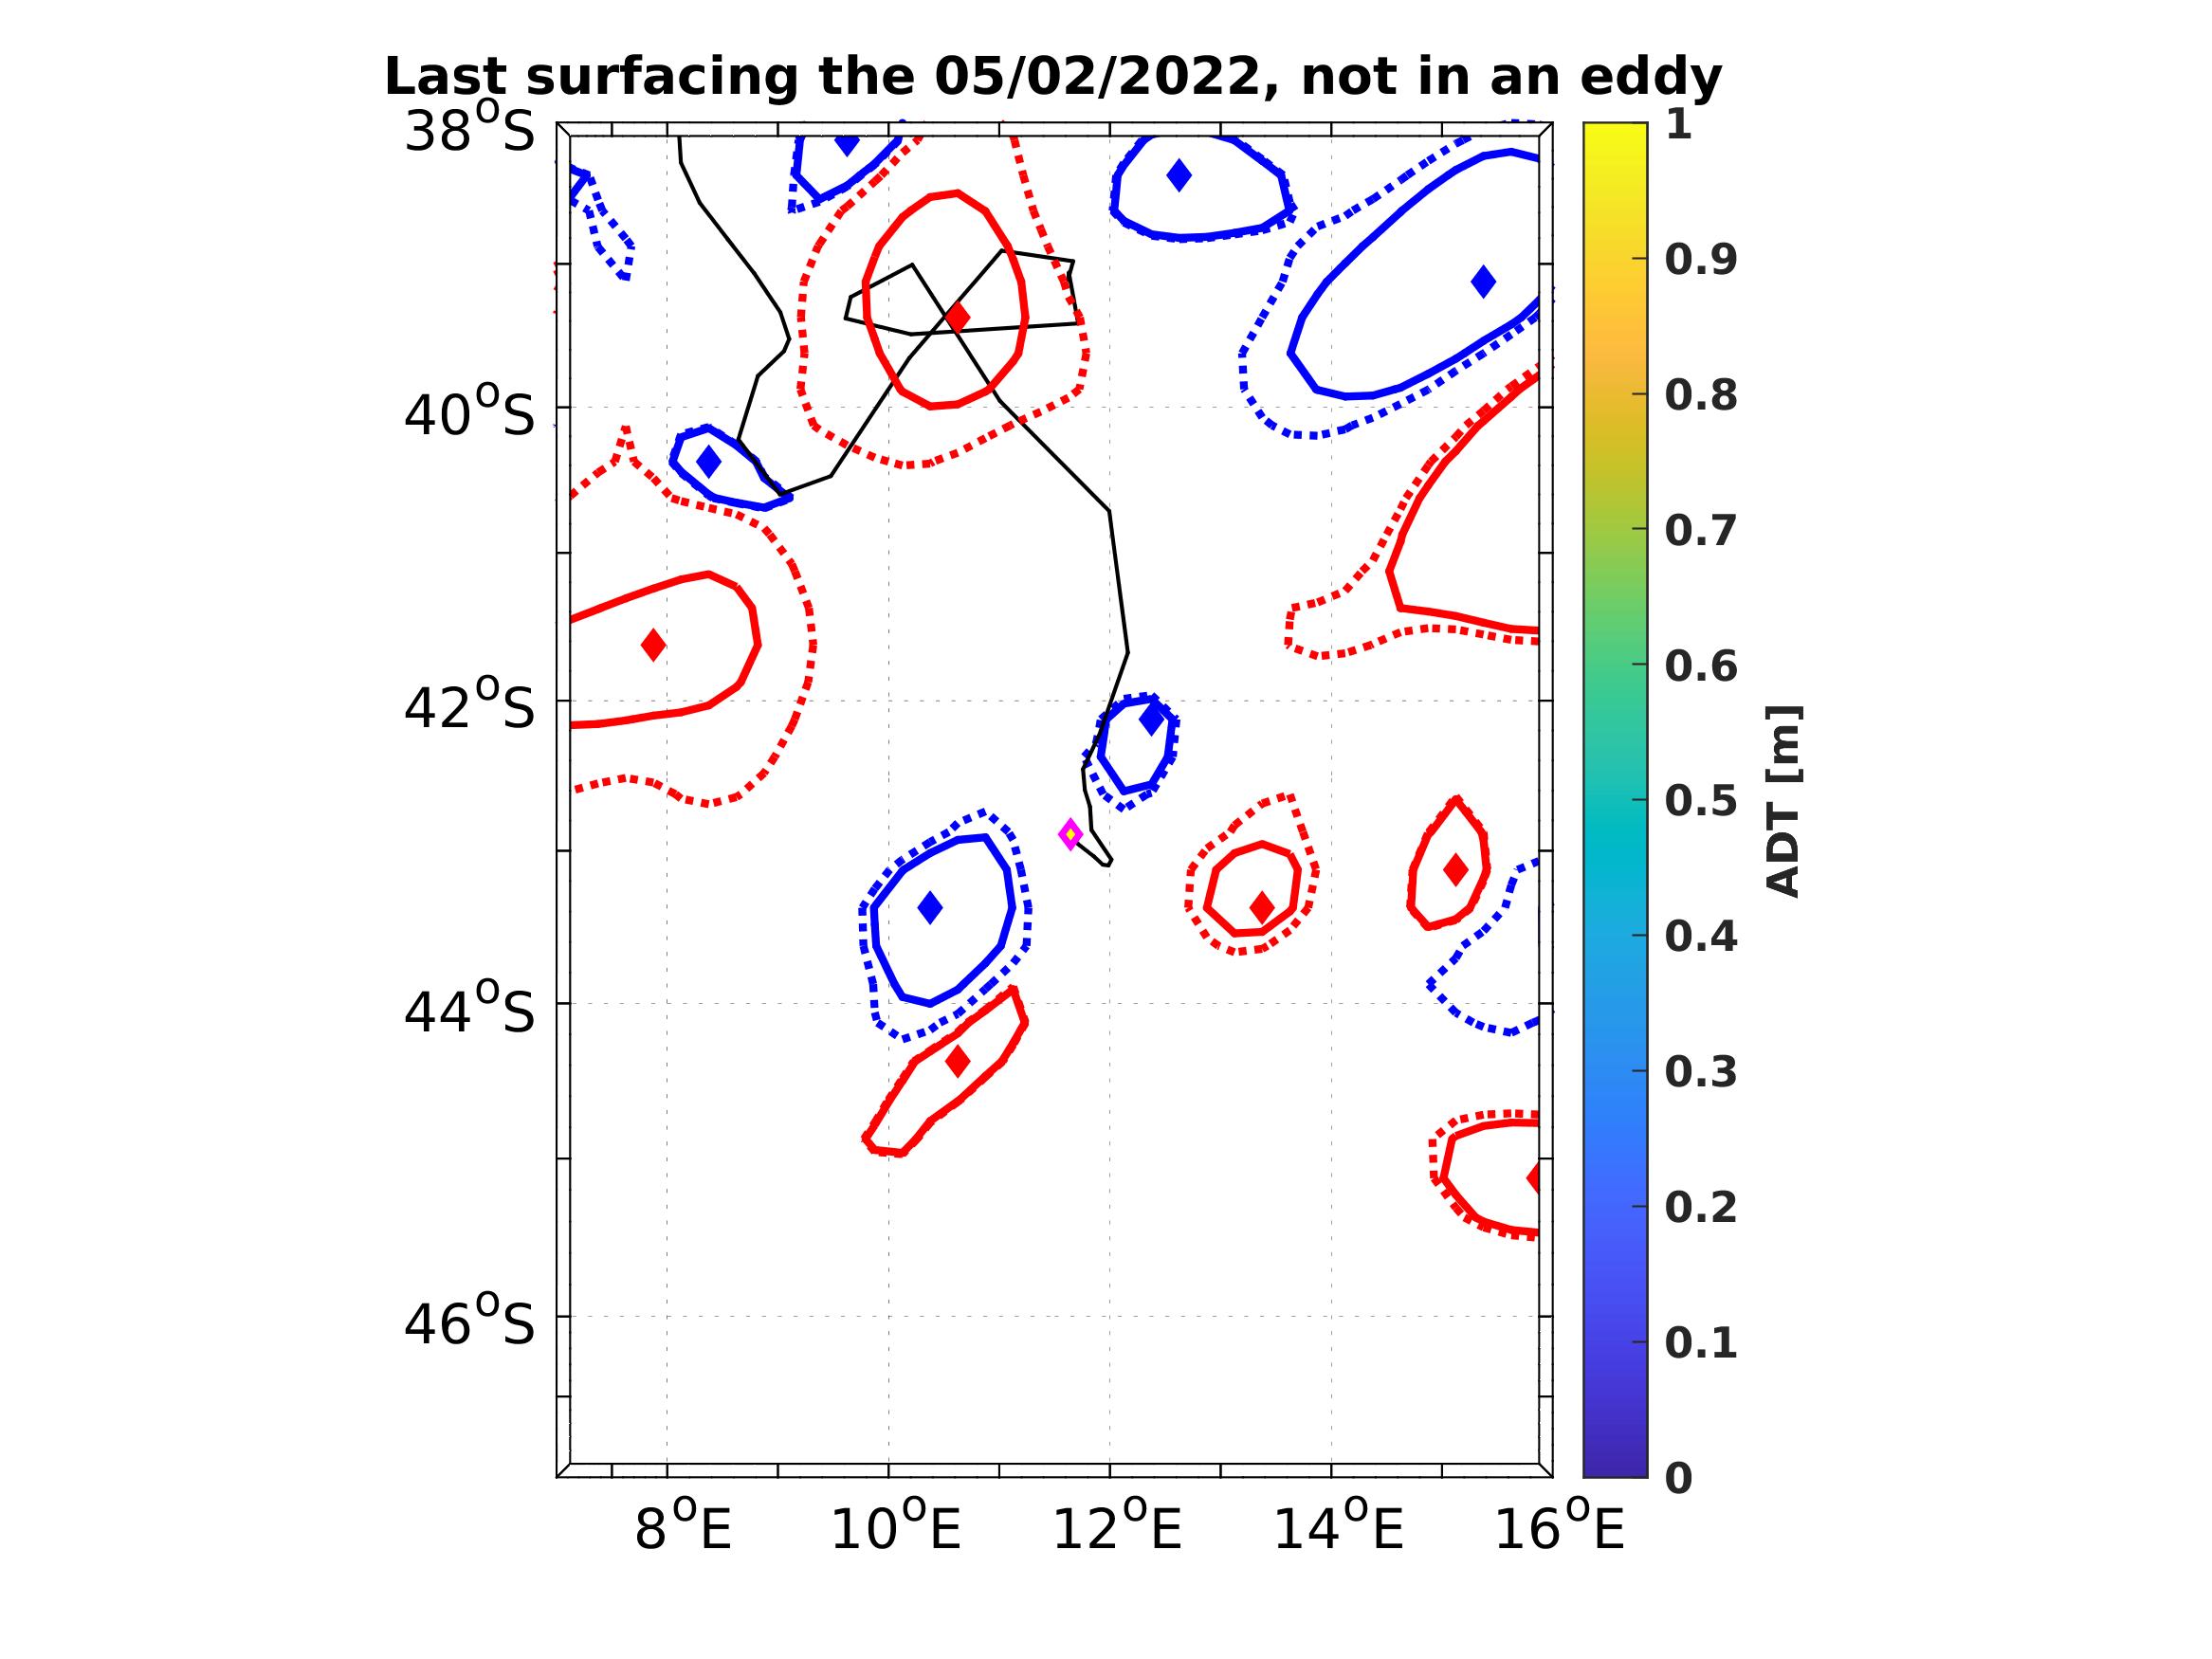 Last surfacing the 05/02/2022, not in an eddy
38°S
40°S
42°S
44°S
46°S
8°E
10°E
12°E
14°E
16°E
1
0.9
0.8
0.7
0.6
0.5
0.4
0.3
0.2
0.1
0
ADT [m]